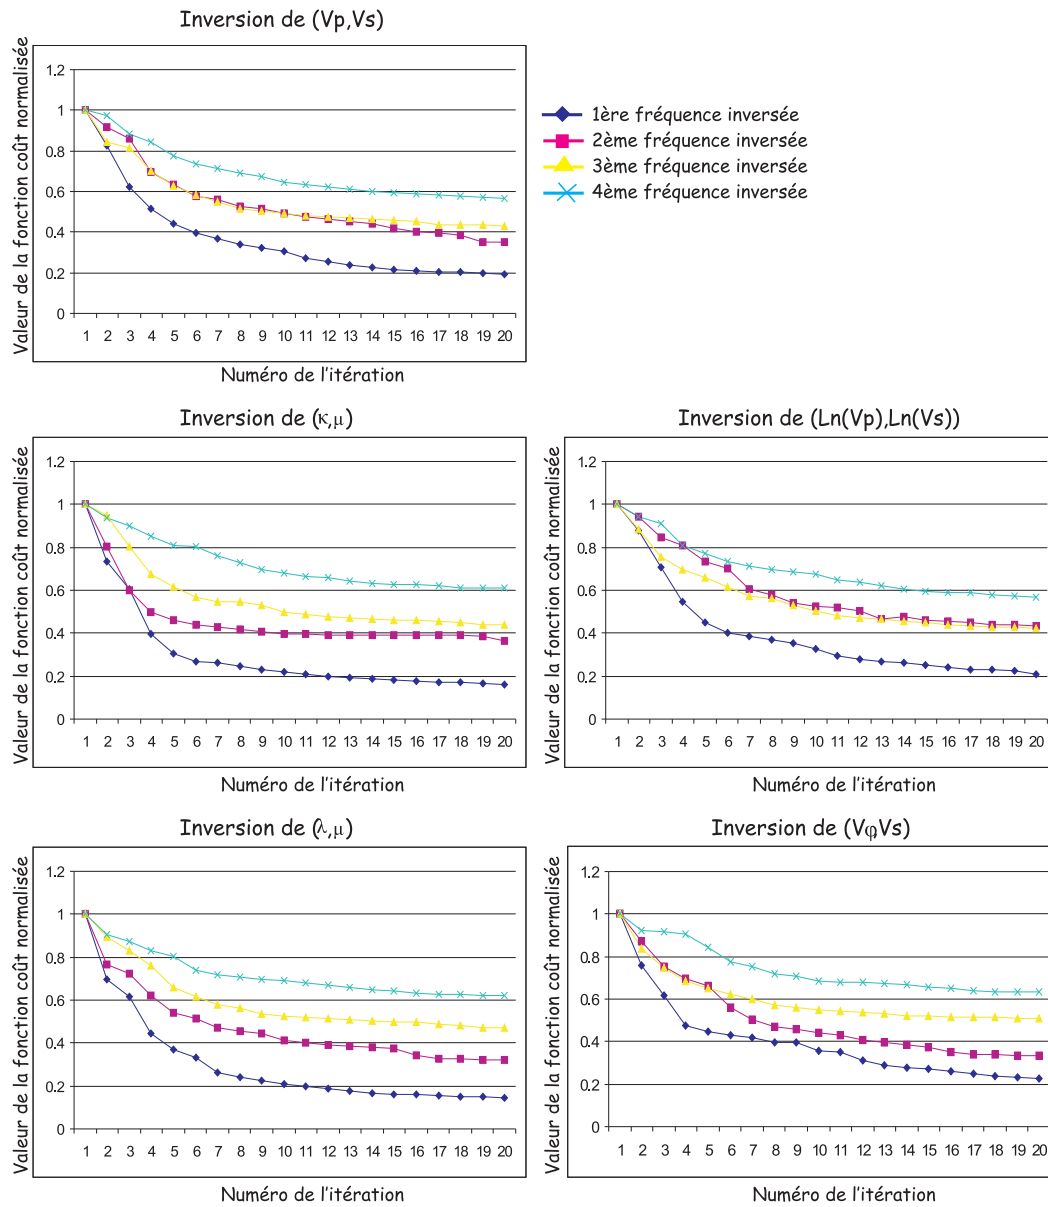 Inversion de (Vp,Vs)
Valeur de la fonction coût normalisée
1.2
1
0.8
0.6
0.4
0.2
0
1 2 3 4 5 6 7 8 9 10 11 12 13 14 15 16 17 18 19 20
Numéro de l'itération
1ère fréquence inversée
2ème fréquence inversée
3ème fréquence inversée
4ème fréquence inversée
Inversion de (κ,μ)
Valeur de la fonction coût normalisée
1.2
1
0.8
0.6
0.4
0.2
0
1 2 3 4 5 6 7 8 9 10 11 12 13 14 15 16 17 18 19 20
Numéro de l'itération
Inversion de (Ln(Vp),Ln(Vs))
Valeur de la fonction coût normalisée
1.2
1
0.8
0.6
0.4
0.2
0
1 2 3 4 5 6 7 8 9 10 11 12 13 14 15 16 17 18 19 20
Numéro de l'itération
Inversion de (λ,μ)
Valeur de la fonction coût normalisée
1.2
1
0.8
0.6
0.4
0.2
0
1 2 3 4 5 6 7 8 9 10 11 12 13 14 15 16 17 18 19 20
Numéro de l'itération
Inversion de (Vφ,Vs)
Valeur de la fonction coût normalisée
1.2
1
0.8
0.6
0.4
0.2
0
1 2 3 4 5 6 7 8 9 10 11 12 13 14 15 16 17 18 19 20
Numéro de l'itération